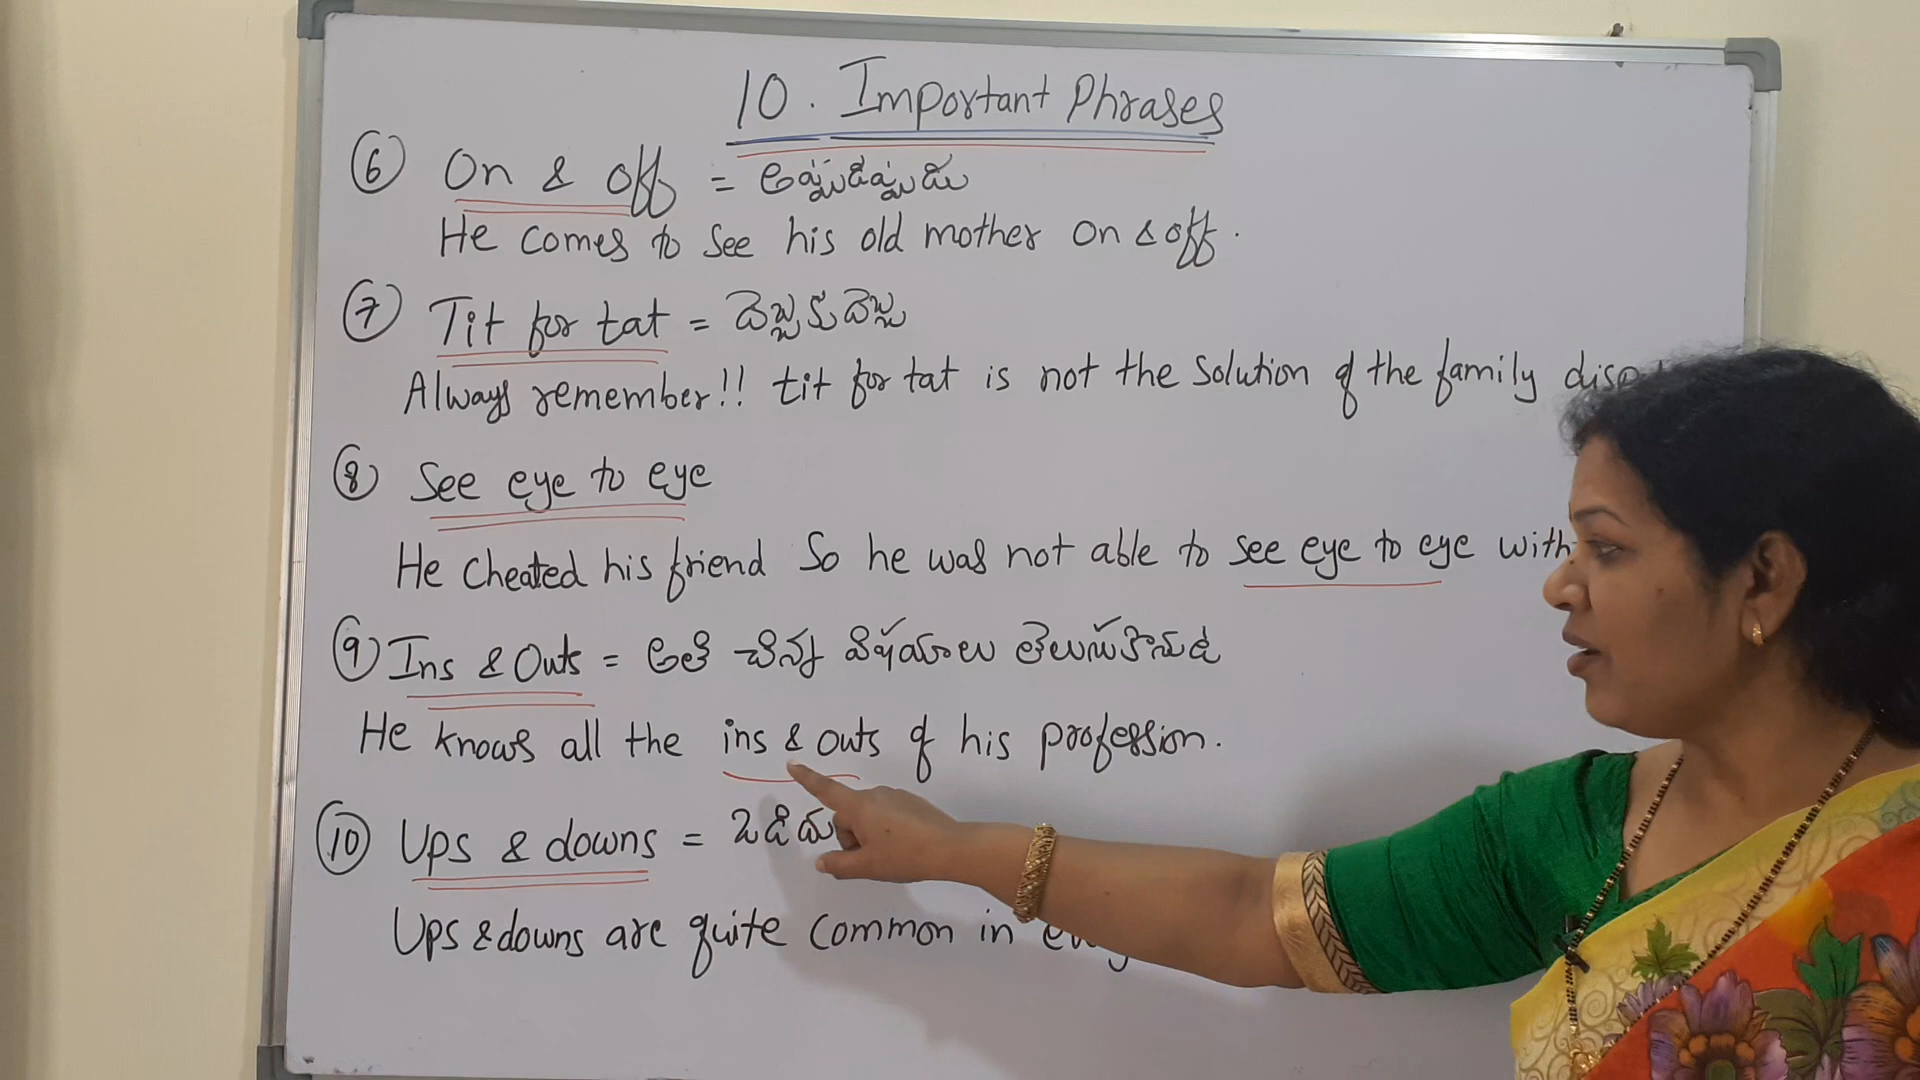 10. Important Phrases
⑥ On & off = అప్పుడప్పుడు
He comes to see his old mother on & off.
⑦ Tit for tat = దెబ్బకు దెబ్బ
Always remember!! tit for tat is not the solution of the family
⑧ See eye to eye
He cheated his friend So he was not able to see eye to eye with
⑨ Ins & Outs = అతి చిన్న విషయాలు తెలుసుకొనుట
He knows all the ins & outs of his profession.
⑩ Ups & downs =
Ups & downs are quite common in